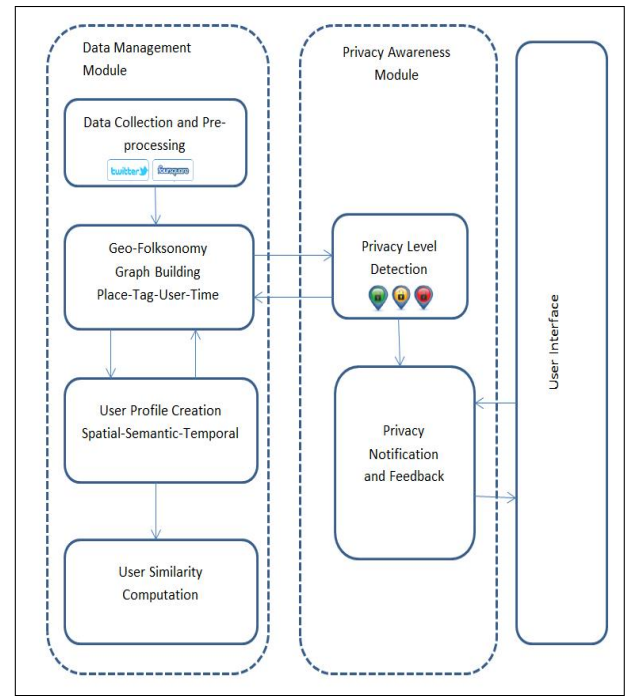 Data Management
Module
Data Collection and Pre-
processing
twitter
foursquare
Geo-Folksonomy
Graph Building
Place-Tag-User-Time
User Profile Creation
Spatial-Semantic-Temporal
User Similarity
Computation
Privacy Awareness
Module
Privacy Level
Detection
Privacy
Notification
and Feedback
User Interface